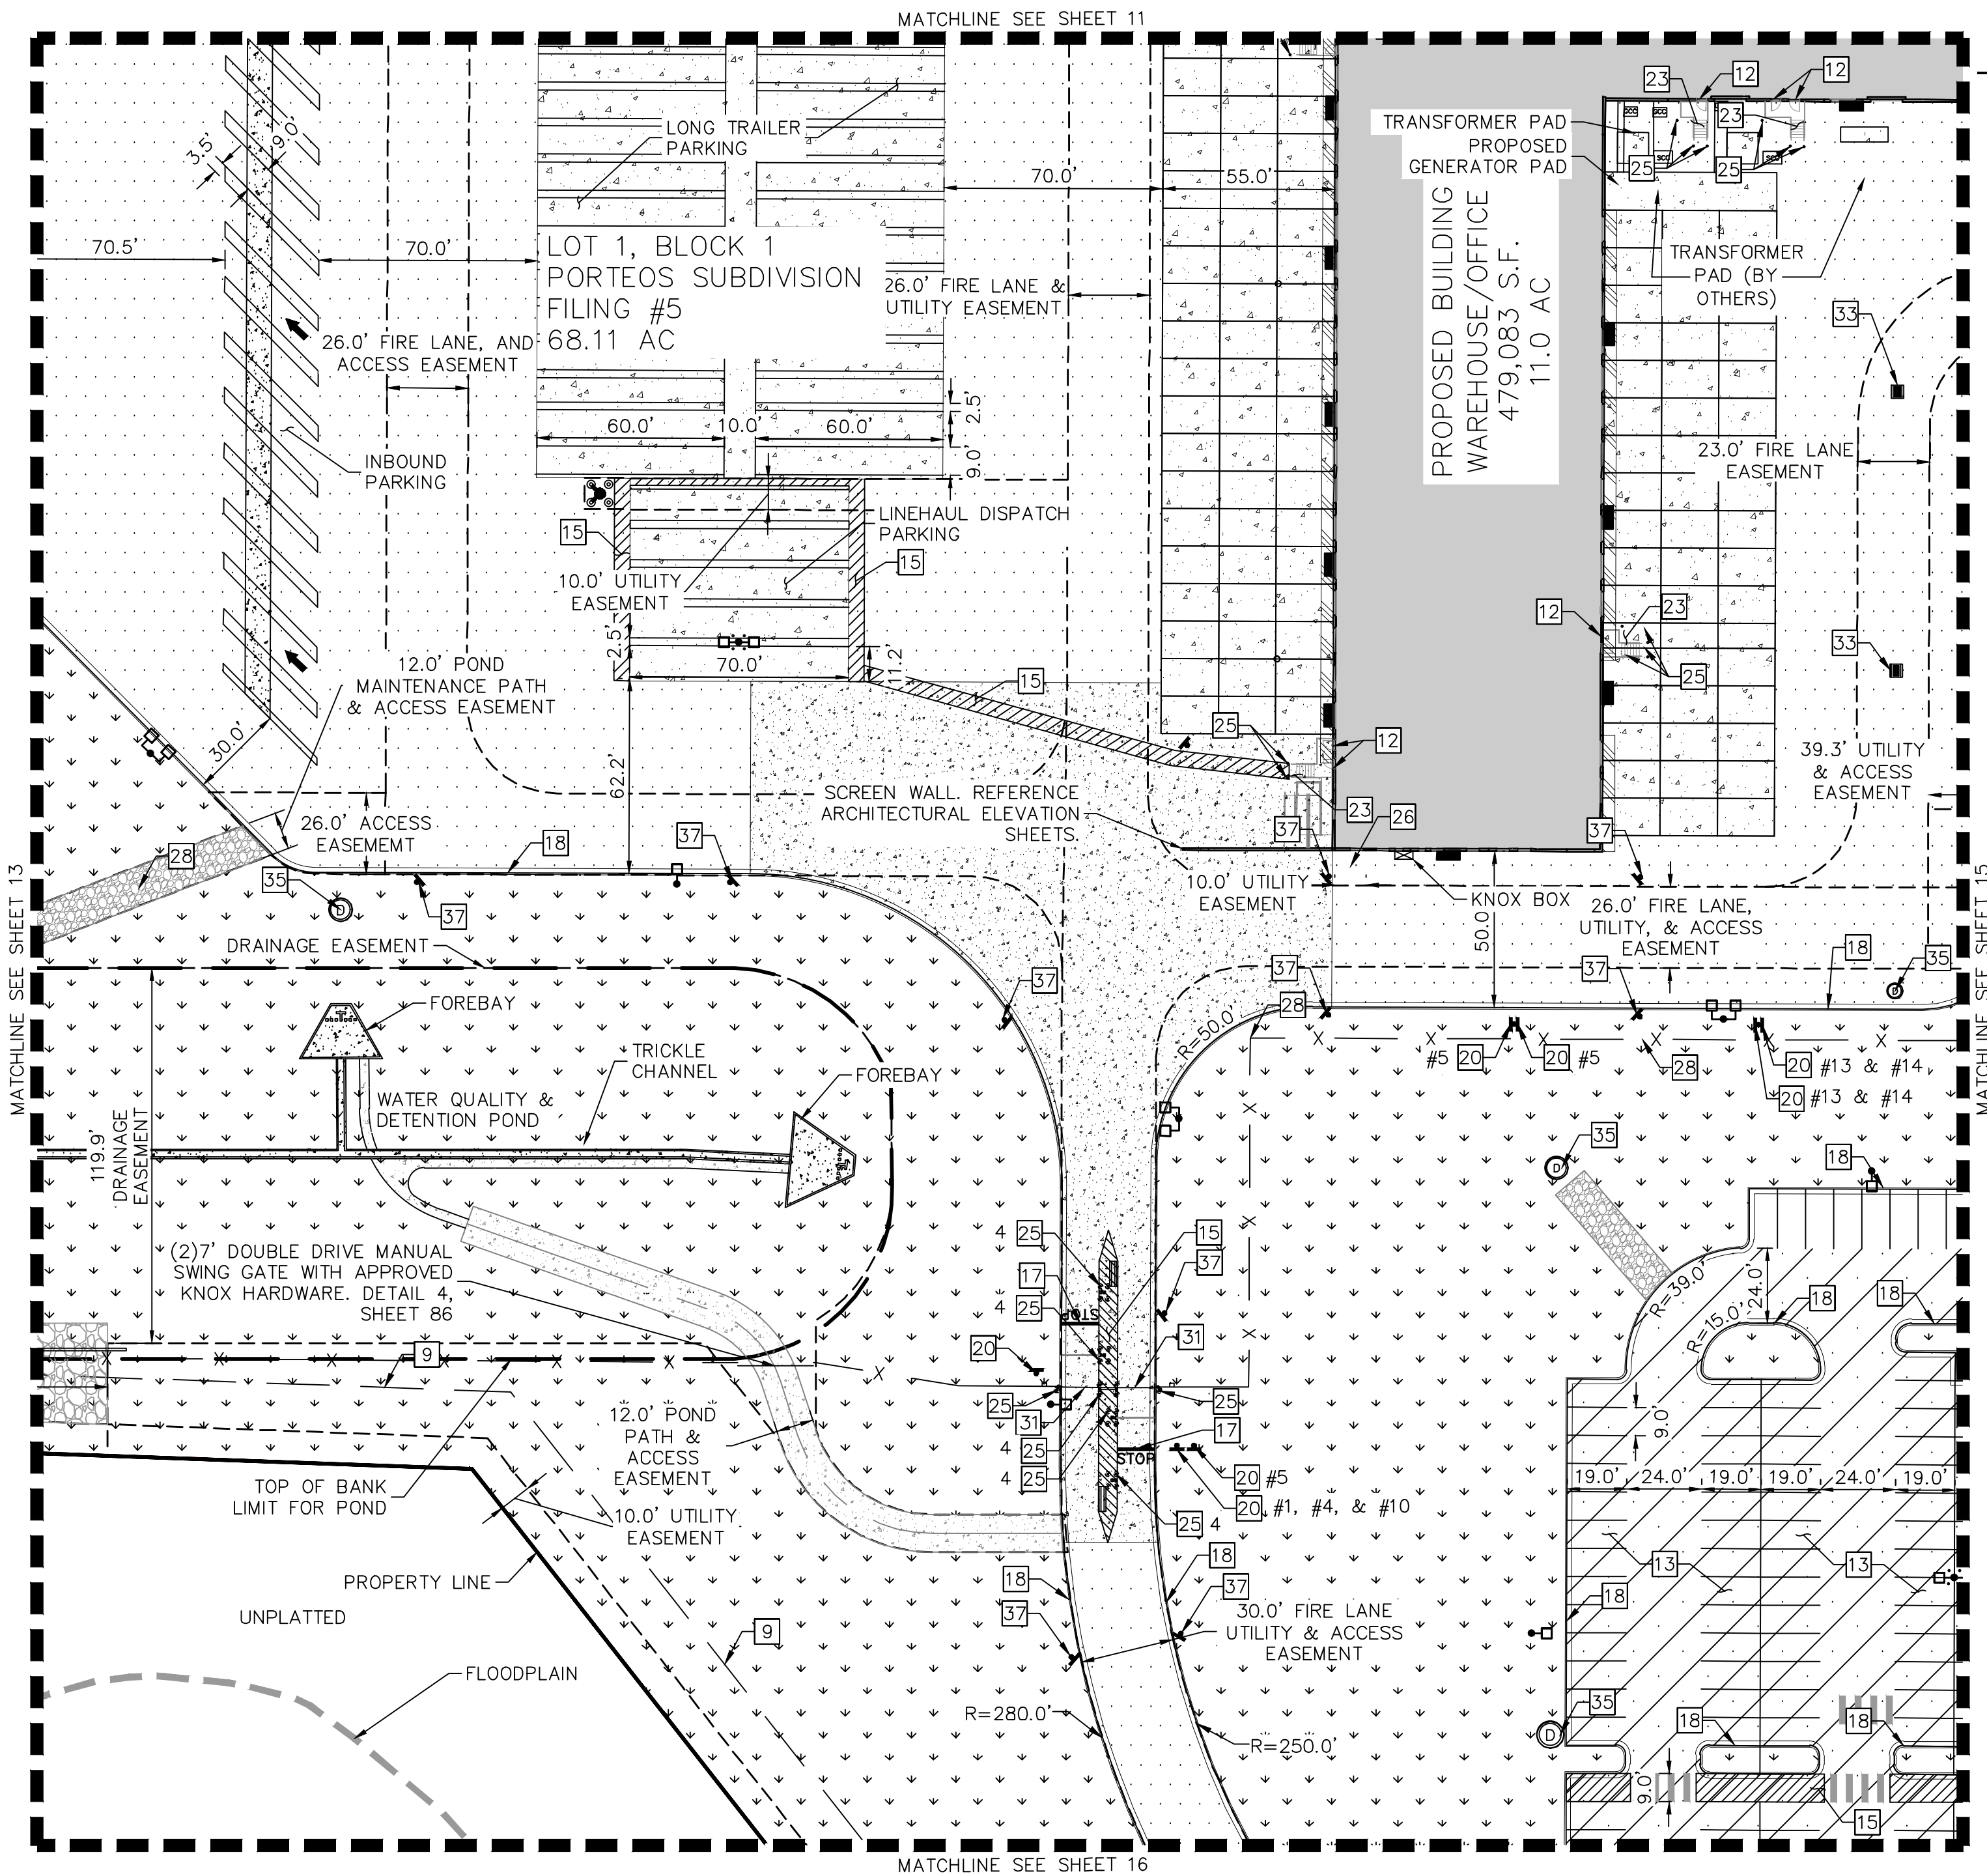 MATCHLINE SEE SHEET 11
3.5'
9.0'
LONG TRAILER
PARKING
70.5'
70.0'
70.0'
55.0'
LOT 1, BLOCK 1
PORTEOS SUBDIVISION
FILING #5
68.11 AC
26.0' FIRE LANE &
UTILITY EASEMENT
26.0' FIRE LANE, AND
ACCESS EASEMENT
TRANSFORMER PAD
PROPOSED
GENERATOR PAD
PROPOSED BUILDING
WAREHOUSE/OFFICE
479,083 S.F.
11.0 AC
23
12
12
23
25
25
TRANSFORMER
PAD (BY
OTHERS)
33
60.0'
10.0'
60.0'
2.5'
9.0'
INBOUND
PARKING
23.0' FIRE LANE
EASEMENT
LINEHAUL DISPATCH
PARKING
15
15
10.0' UTILITY
EASEMENT
2.5'
70.0'
11.2'
12
23
25
33
12.0' POND
MAINTENANCE PATH
& ACCESS EASEMENT
30.0'
62.2'
15
25
12
39.3' UTILITY
& ACCESS
EASEMENT
SCREEN WALL. REFERENCE
ARCHITECTURAL ELEVATION
SHEETS.
23
26
37
37
26.0' ACCESS
EASEMEMT
18
37
28
35
37
10.0' UTILITY
EASEMENT
KNOX BOX
50.0'
26.0' FIRE LANE,
UTILITY, & ACCESS
EASEMENT
18
35
MATCHLINE SEE SHEET 13
MATCHLINE SEE SHEET 15
DRAINAGE EASEMENT
FOREBAY
37
37
37
28
R=50.0'
X X X X X
#5 20
20 #5
28
20 #13 & #14
20 #13 & #14
TRICKLE
CHANNEL
FOREBAY
WATER QUALITY &
DETENTION POND
119.9'
DRAINAGE
EASEMENT
X
35
D
18
(2)7' DOUBLE DRIVE MANUAL
SWING GATE WITH APPROVED
KNOX HARDWARE. DETAIL 4,
SHEET 86
4 25
17
4 25
STOP
15
37
31
20
X
X
R=39.0'
24.0'
R=15.0'
18
18
9
X X X X X X X
25
31
25
17
4 25
4 25
STOP
20 #5
20 #1, #4, & #10
25 4
12.0' POND
PATH &
ACCESS
EASEMENT
TOP OF BANK
LIMIT FOR POND
10.0' UTILITY
EASEMENT
9.0'
19.0'
24.0'
19.0'
19.0'
24.0'
19.0'
13
13
18
PROPERTY LINE
UNPLATTED
18
18
37
37
30.0' FIRE LANE
UTILITY & ACCESS
EASEMENT
9
FLOODPLAIN
R=280.0'
R=250.0'
35
D
18
18
9.0'
15
MATCHLINE SEE SHEET 16